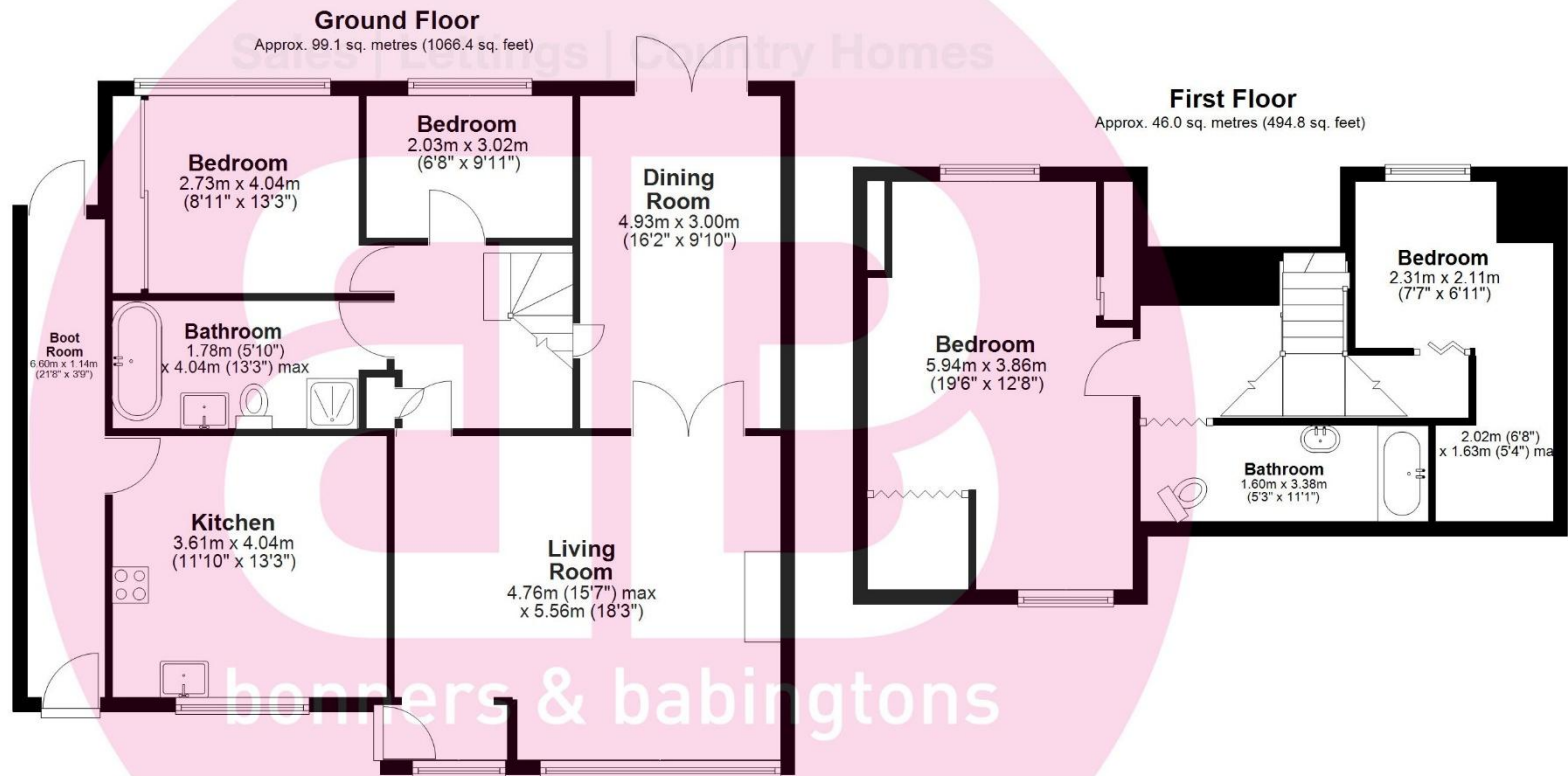 Ground Floor
Approx. 99.1 sq. metres (1066.4 sq. feet)
Sales | Lettings | Country Homes
First Floor
Approx. 46.0 sq. metres (494.8 sq. feet)
Bedroom
2.73m x 4.04m
(8'11" x 13'3")
Bedroom
2.03m x 3.02m
(6'8" x 9'11")
Dining
Room
4.93m x 3.00m
(16'2" x 9'10")
Boot
Room
6.60m x 1.14m
(21'8" x 3'9")
Bathroom
1.78m (5'10")
x 4.04m (13'3") max
Kitchen
3.61m x 4.04m
(11'10" x 13'3")
Living
Room
4.76m (15'7") max
x 5.56m (18'3")
Bedroom
5.94m x 3.86m
(19'6" x 12'8")
Bedroom
2.31m x 2.11m
(7'7" x 6'11")
Bathroom
1.60m x 3.38m
(5'3" x 11'1")
2.02m (6'8")
x 1.63m (5'4") ma
aB
bonners & babingtons